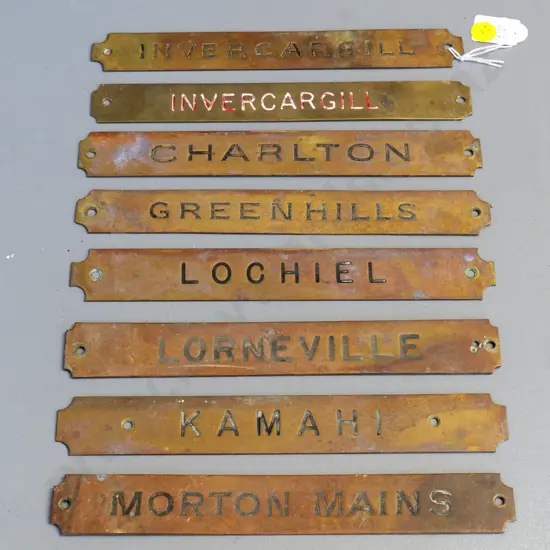 INVERCARGILL
INVERCARGILL
CHARLTON
GREENHILLS
LOCHIEL
LORNEVILLE
KAMAHI
MORTON MAINS